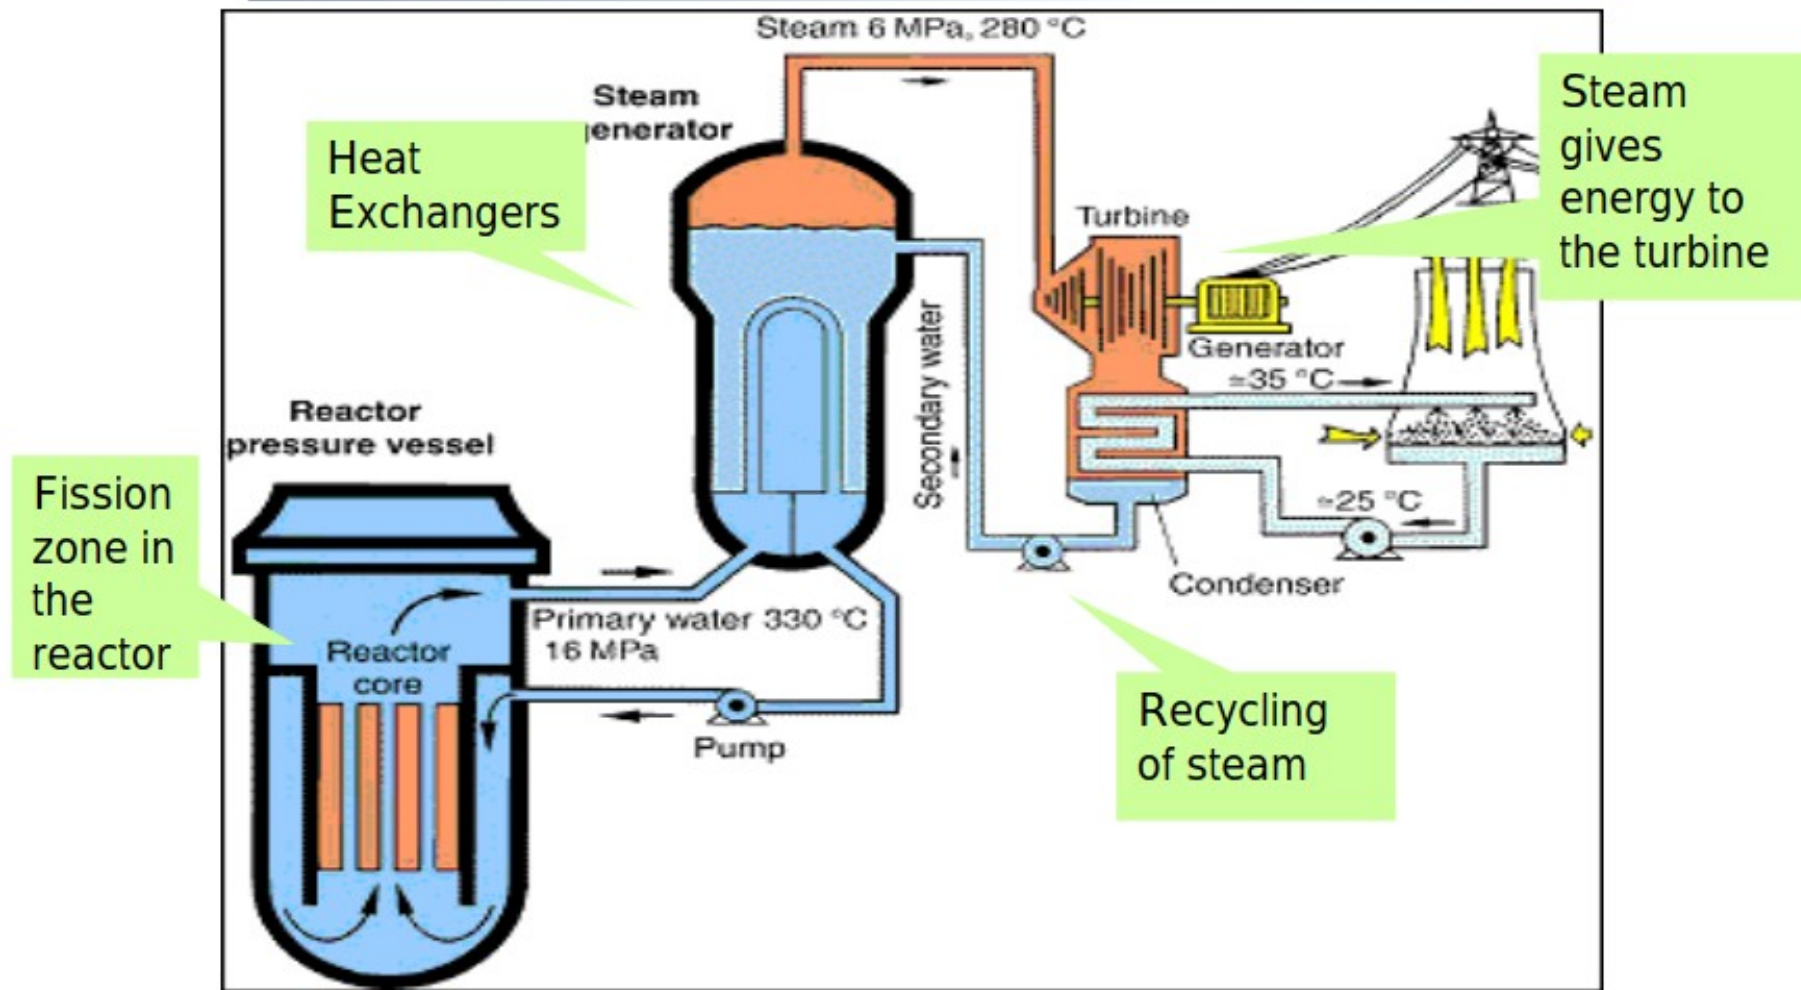 Steam 6 MPa, 280 °C
Steam
generator
Heat
Exchangers
Steam
gives
energy to
the turbine
Turbine
Generator
≃35 °C
Secondary water
Reactor
pressure vessel
Fission
zone in
the
reactor
≃25 °C
Condenser
Primary water 330 °C
16 MPa
Reactor
core
Pump
Recycling
of steam